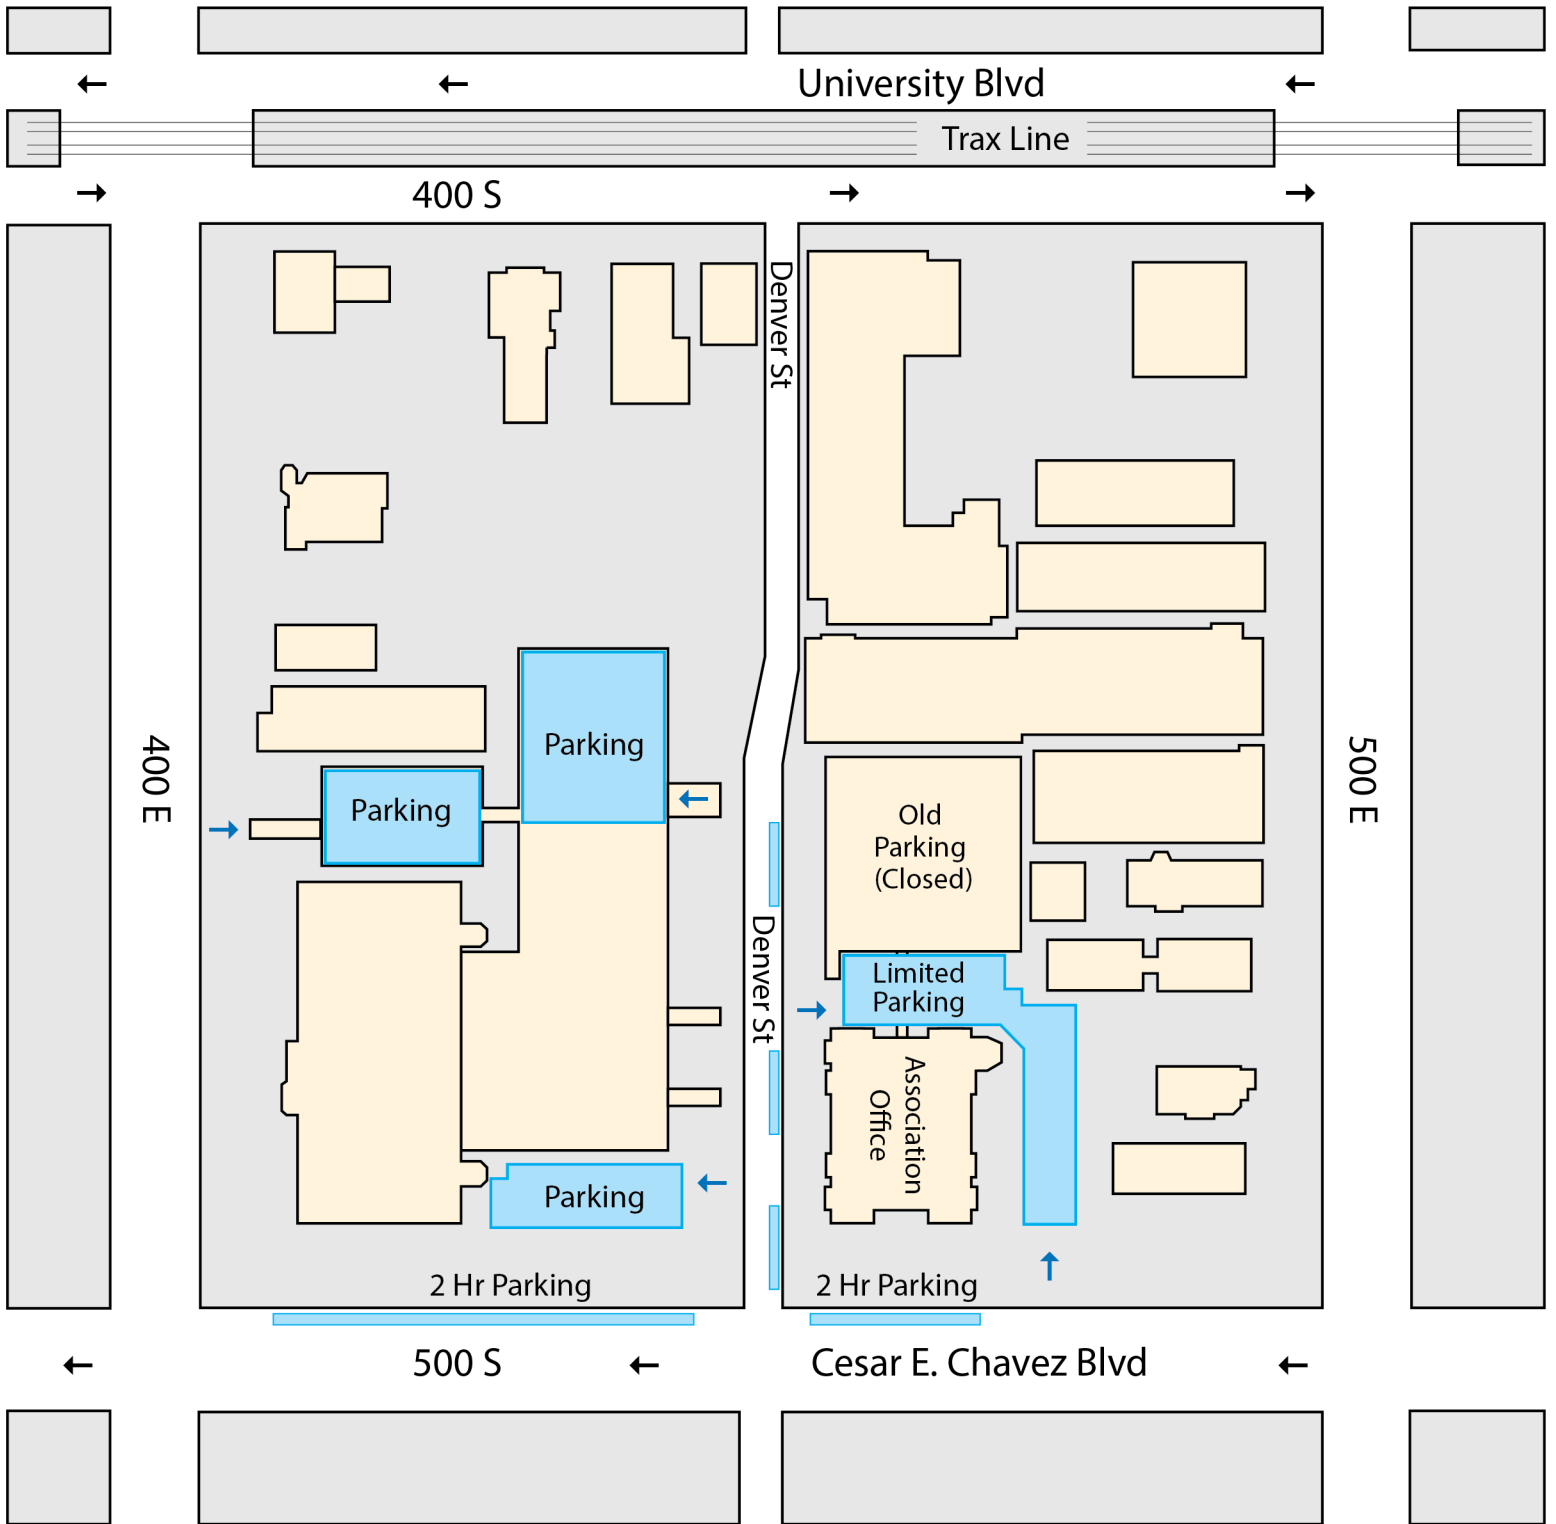 University Blvd
Trax Line
400 S
Denver St
Parking
Parking
400 E
500 E
Old
Parking
(Closed)
Denver St
Limited
Parking
Association
Office
Parking
2 Hr Parking
2 Hr Parking
500 S
Cesar E. Chavez Blvd